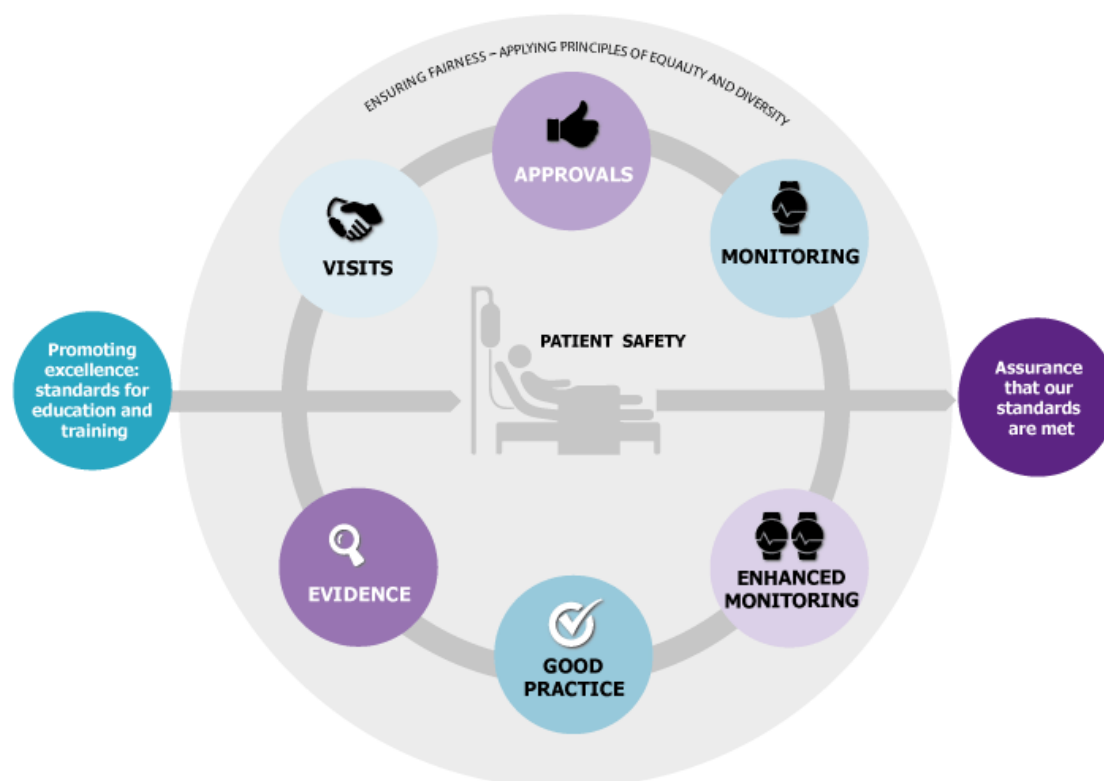 ENSURING FAIRNESS – APPLYING PRINCIPLES OF EQUALITY AND DIVERSITY
APPROVALS
VISITS
MONITORING
PATIENT SAFETY
Promoting
excellence:
standards for
education and
training
Assurance
that our
standards
are met
EVIDENCE
ENHANCED
MONITORING
GOOD
PRACTICE